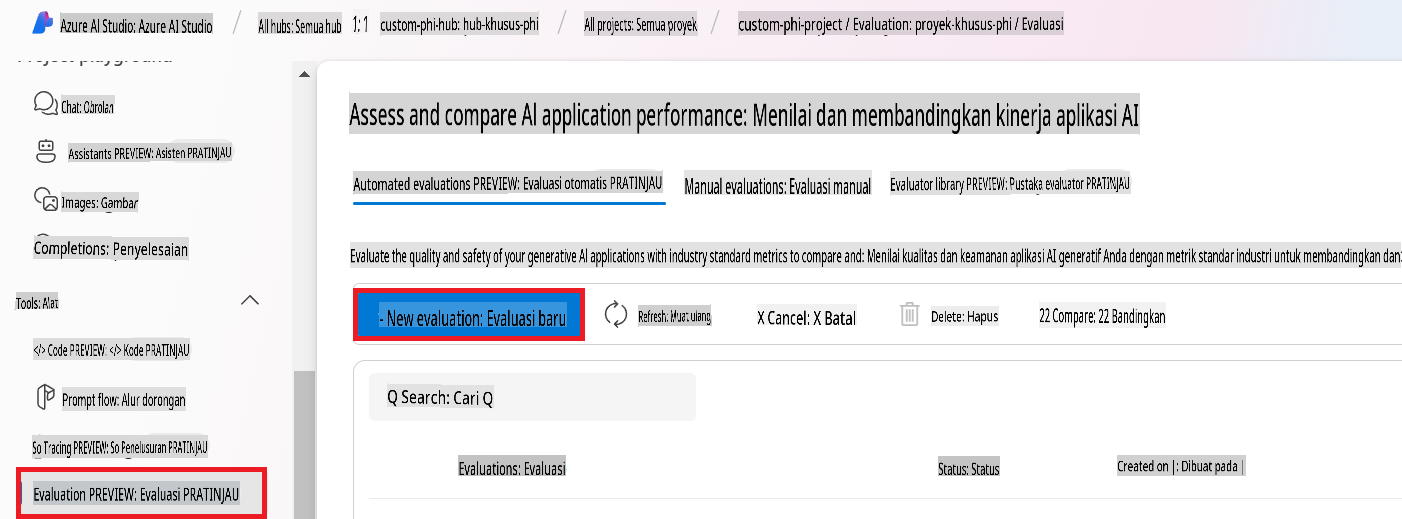 Azure AI Studio: Azure AI Studio / All hubs: Semua hub 1: 1 custom-phi-hub: hub-khusus-phi / All projects: Semua proyek / custom-phi-project / Evaluation: proyek-khusus-phi / Evaluasi
Project playground
Chat: Obrolan
Assistants PREVIEW: Asisten PRATINJAU
Images: Gambar
Completions: Penyelesaian
Tools: Alat
</> Code PREVIEW: </> Kode PRATINJAU
Prompt flow: Alur dorongan
So Tracing PREVIEW: So Penelusuran PRATINJAU
Evaluation PREVIEW: Evaluasi PRATINJAU
Assess and compare AI application performance: Menilai dan membandingkan kinerja aplikasi AI
Automated evaluations PREVIEW: Evaluasi otomatis PRATINJAU Manual evaluations: Evaluasi manual Evaluator library PREVIEW: Pustaka evaluator PRATINJAU
Evaluate the quality and safety of your generative AI applications with industry standard metrics to compare and: Menilai kualitas dan keamanan aplikasi AI generatif Anda dengan metrik standar industri untuk membandingkan dan
- New evaluation: Evaluasi baru Refresh: Muat ulang X Cancel: X Batal Delete: Hapus 22 Compare: 22 Bandingkan
Q Search: Cari Q
Evaluations: Evaluasi Status: Status Created on |: Dibuat pada |